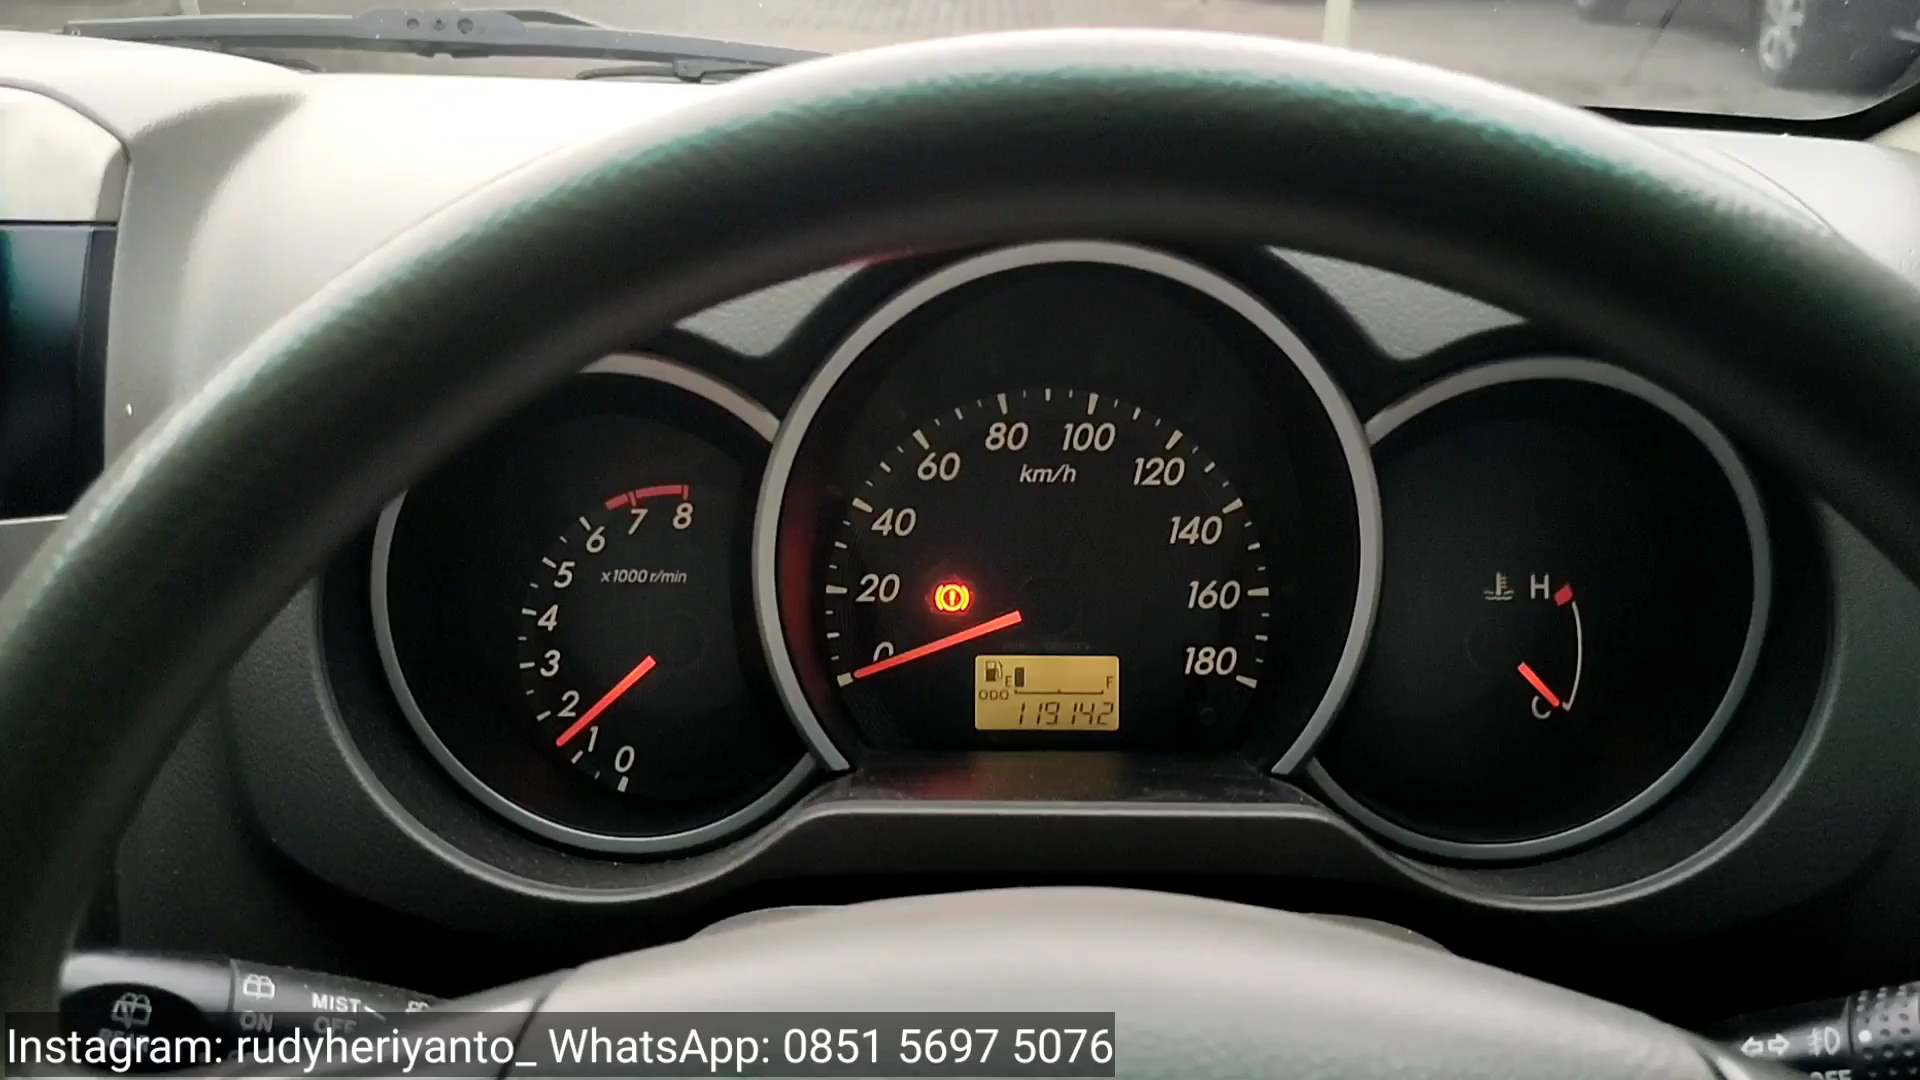 80 100
60 km/h 120
40 140
20 160
0 180
8
7
6
5 x1000 r/min
4
3
2
1
0
H
C
E F
ODO
119142
MIST
ON OFF
OFF
Instagram: rudyheriyanto_ WhatsApp: 0851 5697 5076